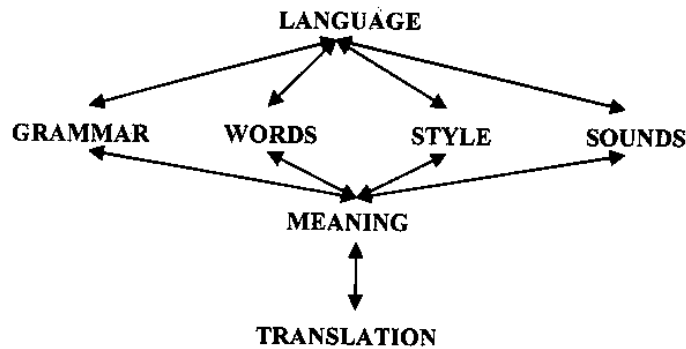 LANGUAGE
GRAMMAR WORDS STYLE SOUNDS
MEANING
TRANSLATION